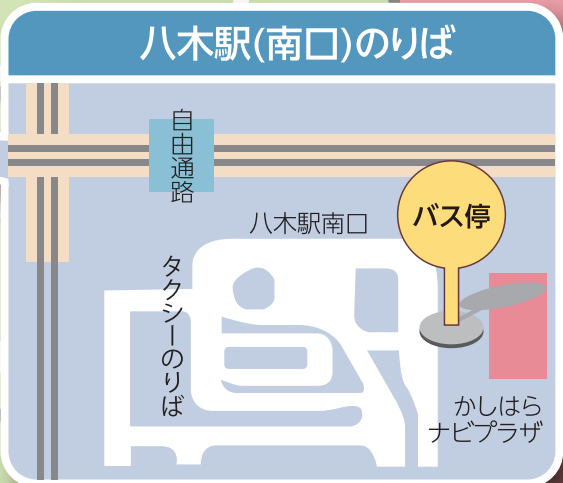 八木駅(南口)のりば
自由通路
八木駅南口
バス停
タクシーのりば
かしはら
ナビプラザ